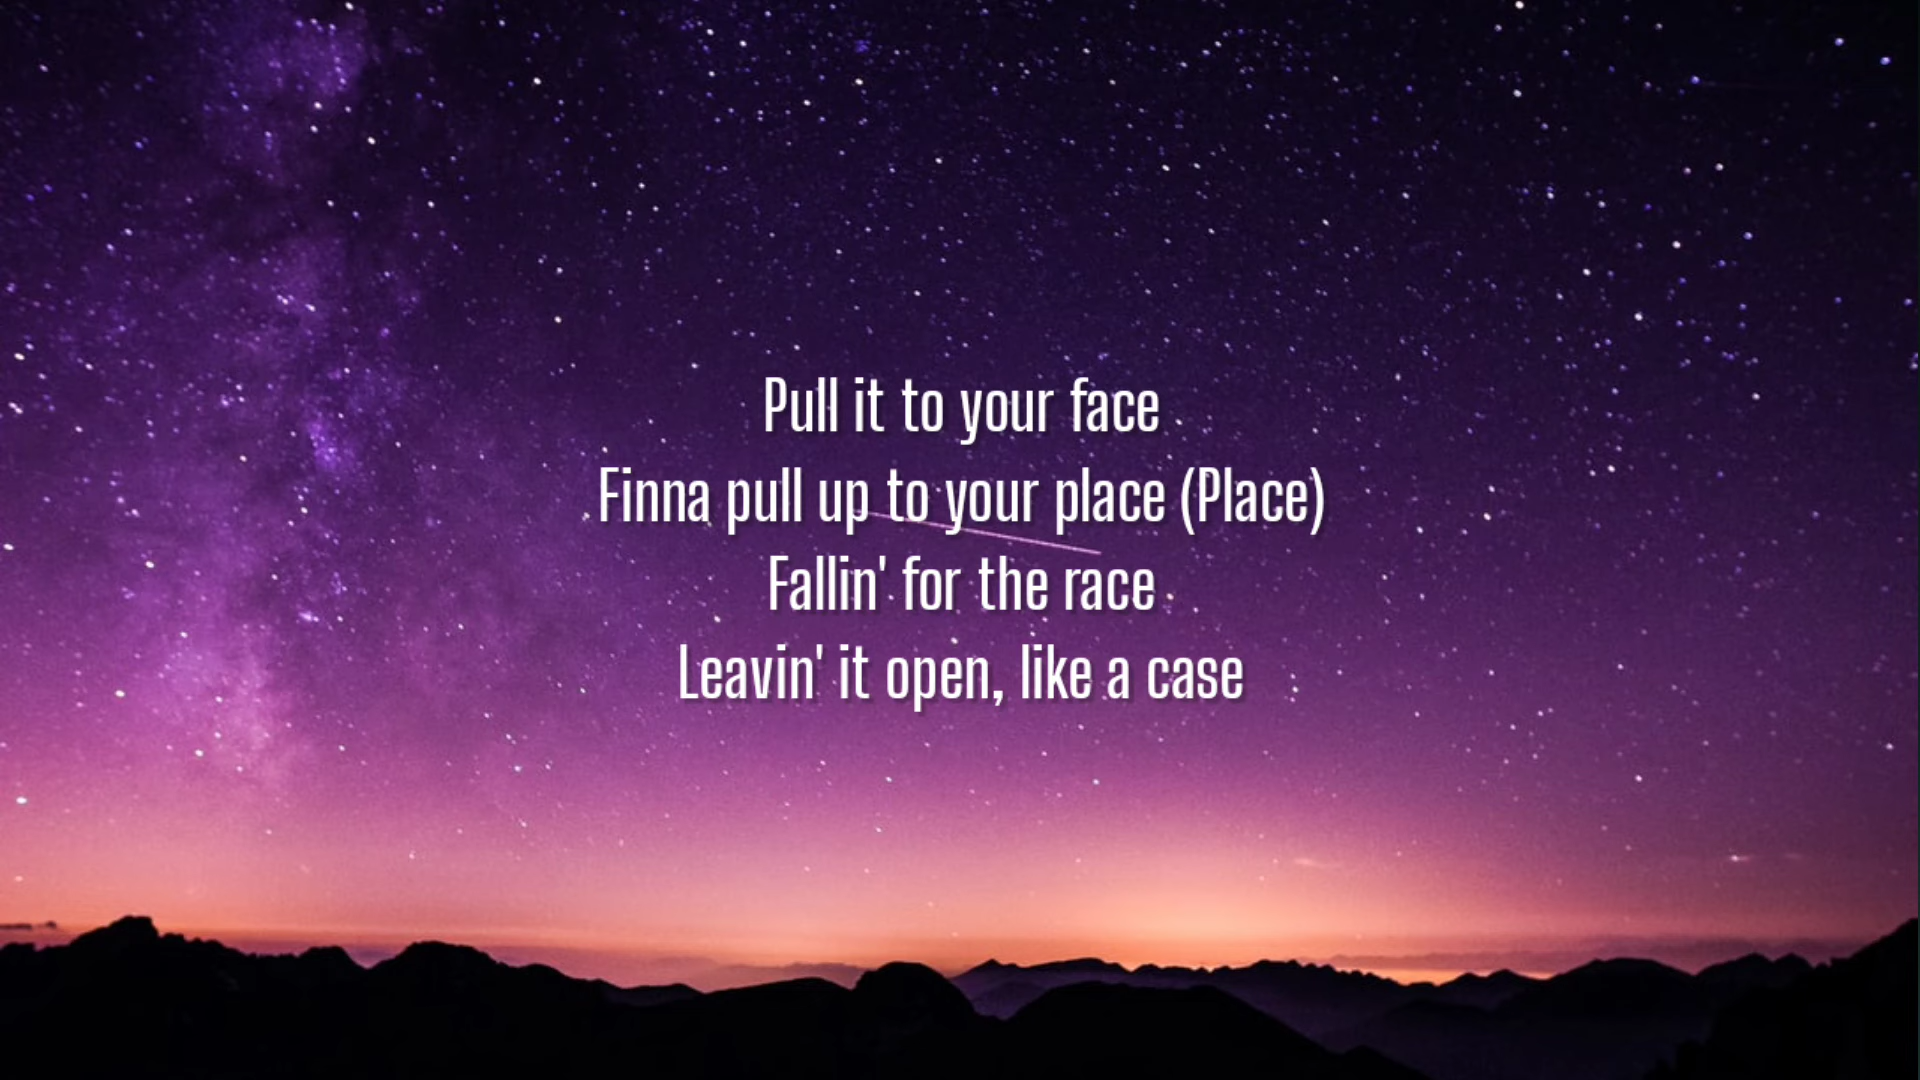 Pull it to your face
Finna pull up to your place (Place)
Fallin' for the race
Leavin' it open, like a case